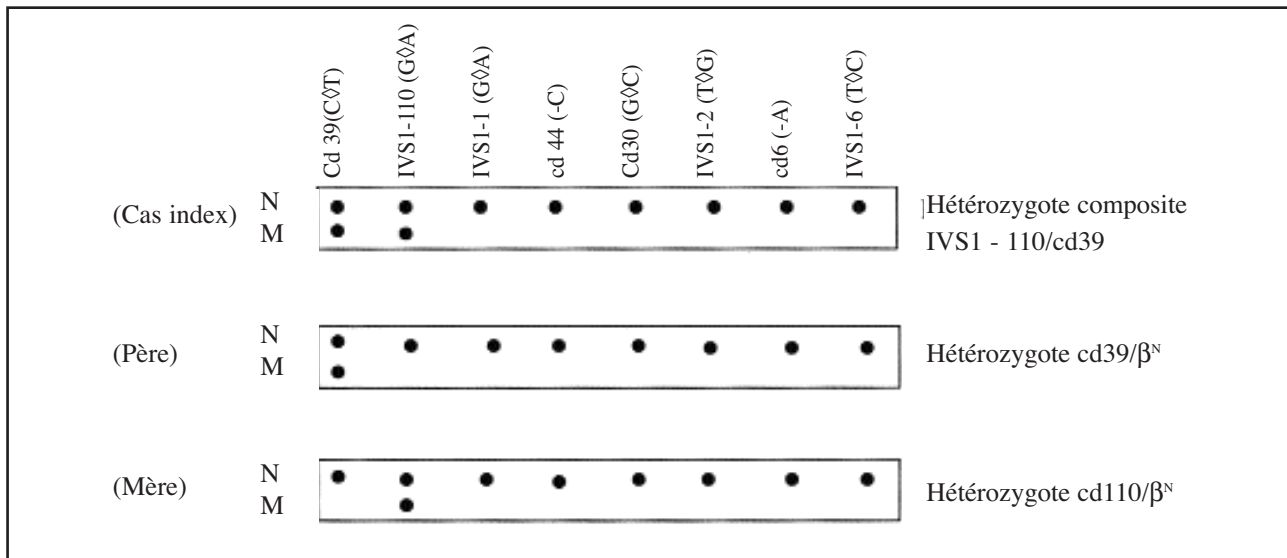 Cd 39(C◊T)
IVS1-110 (G◊A)
IVS1-1 (G◊A)
cd 44 (-C)
Cd30 (G◊C)
IVS1-2 (T◊G)
cd6 (-A)
IVS1-6 (T◊C)
(Cas index)
N
M
Hétérozygote composite
IVS1 - 110/cd39
(Père)
N
M
Hétérozygote cd39/βᴺ
(Mère)
N
M
Hétérozygote cd110/βᴺ